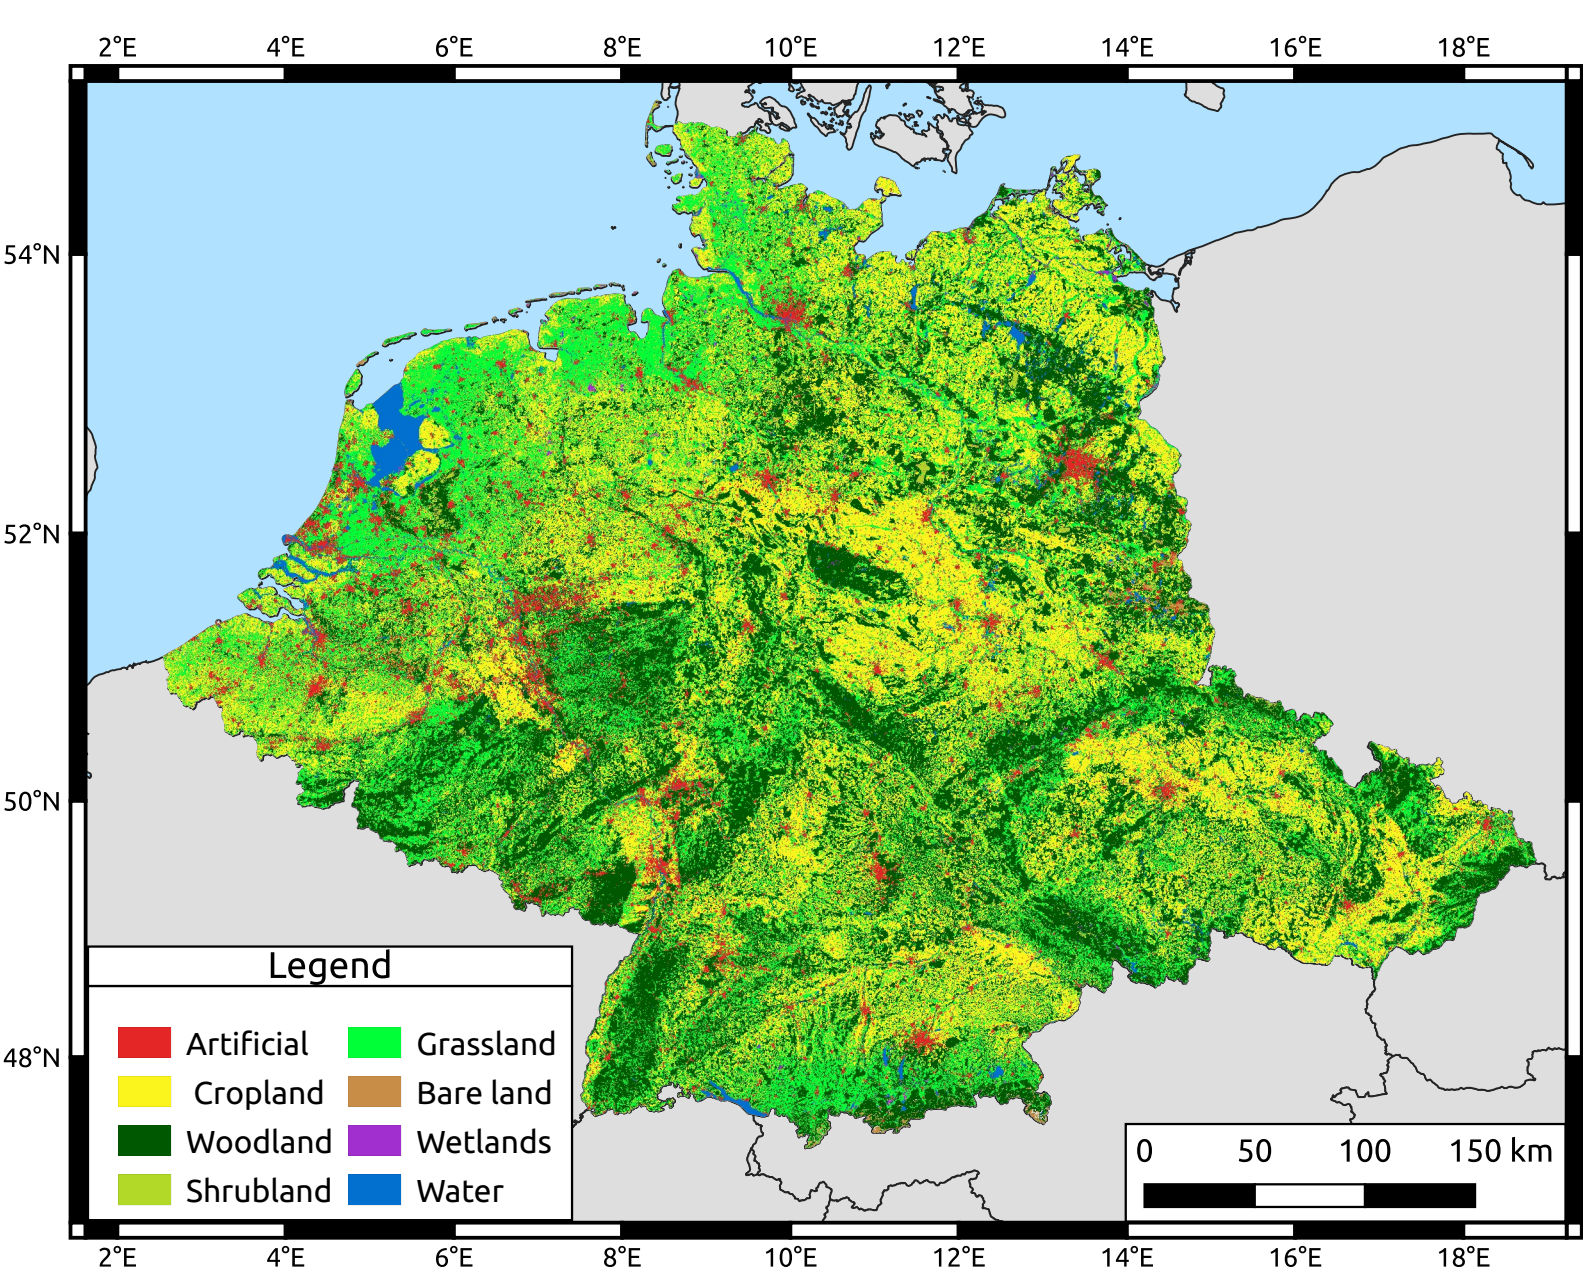 2°E 4°E 6°E 8°E 10°E 12°E 14°E 16°E 18°E
54°N
52°N
50°N
48°N
Legend
Artificial Grassland
Cropland Bare land
Woodland Wetlands
Shrubland Water
0 50 100 150 km
2°E 4°E 6°E 8°E 10°E 12°E 14°E 16°E 18°E